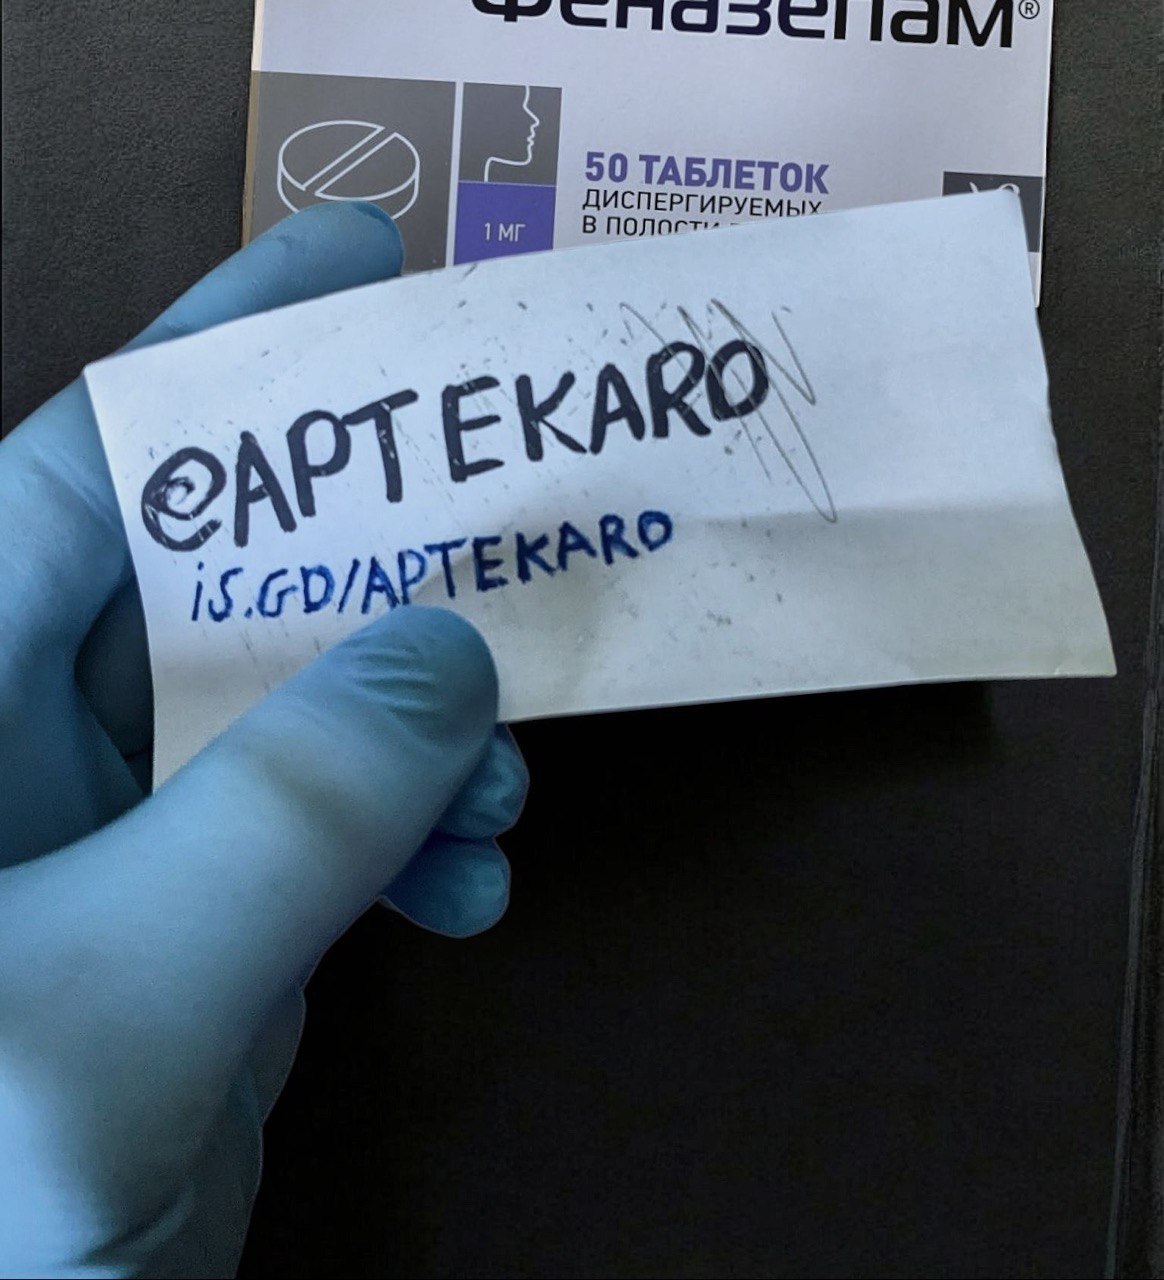 Феназепам®
50 ТАБЛЕТОК
ДИСПЕРГИРУЕМЫХ
В ПОЛОСТИ
1 МГ
@APTEKARO
iS.GD/APTEKARO